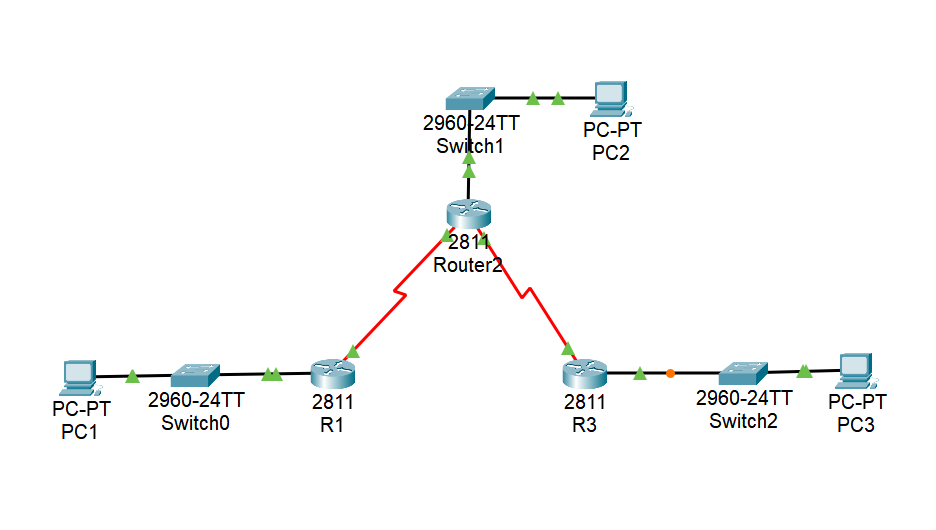 2960-24TT
Switch1
PC-PT
PC2
2811
Router2
PC-PT
PC1
2960-24TT
Switch0
2811
R1
2811
R3
2960-24TT
Switch2
PC-PT
PC3